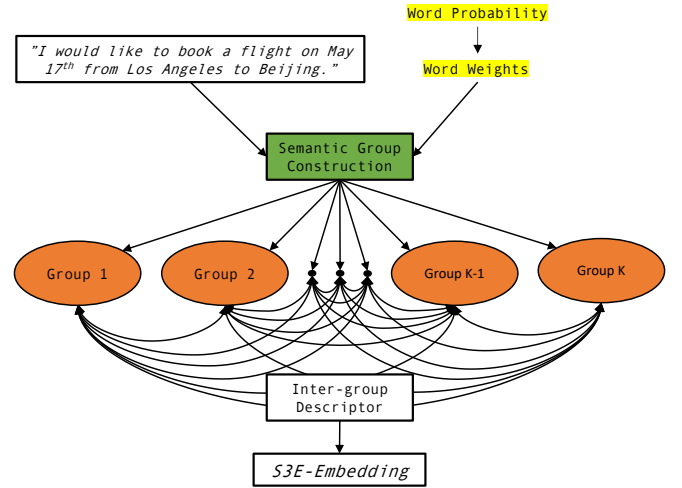 Word Probability
"I would like to book a flight on May
17th from Los Angeles to Beijing."
Word Weights
Semantic Group
Construction
Group 1
Group 2
Group K-1
Group K
Inter-group
Descriptor
S3E-Embedding